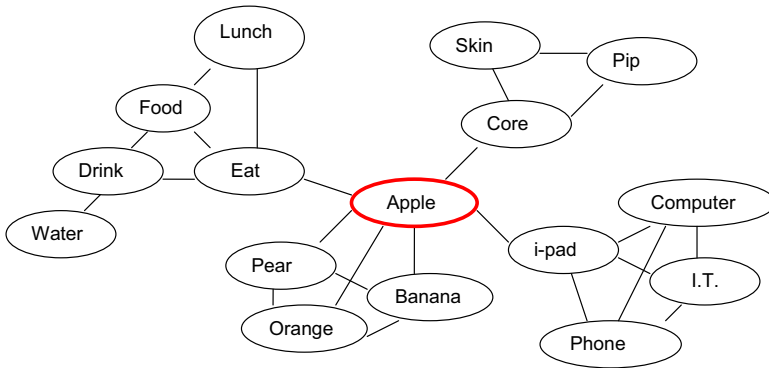 Lunch
Skin
Pip
Food
Core
Drink
Eat
Apple
Computer
Water
i-pad
Pear
I.T.
Banana
Orange
Phone